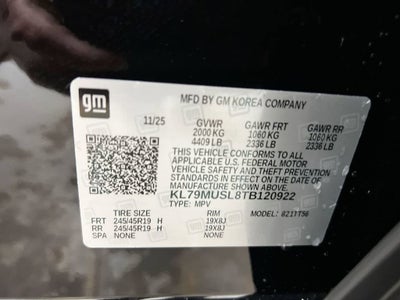 gm
MFD BY GM KOREA COMPANY
11/25 GVWR GAWR FRT GAWR RR
2000 KG 1060 KG 1060 KG
4409 LB 2336 LB 2336 LB
THIS VEHICLE CONFORMS TO ALL
APPLICABLE U.S. FEDERAL MOTOR
VEHICLE SAFETY AND THEFT PREVENTION
STANDARDS IN EFFECT ON THE DATE OF
MANUFACTURE SHOWN ABOVE.
KL79MUSL8TB120922
TYPE: MPV
TIRE SIZE RIM MODEL:
FRT 245/45R19 H 19X8J
RR 245/45R19 H 19X8J
SPA NONE NONE